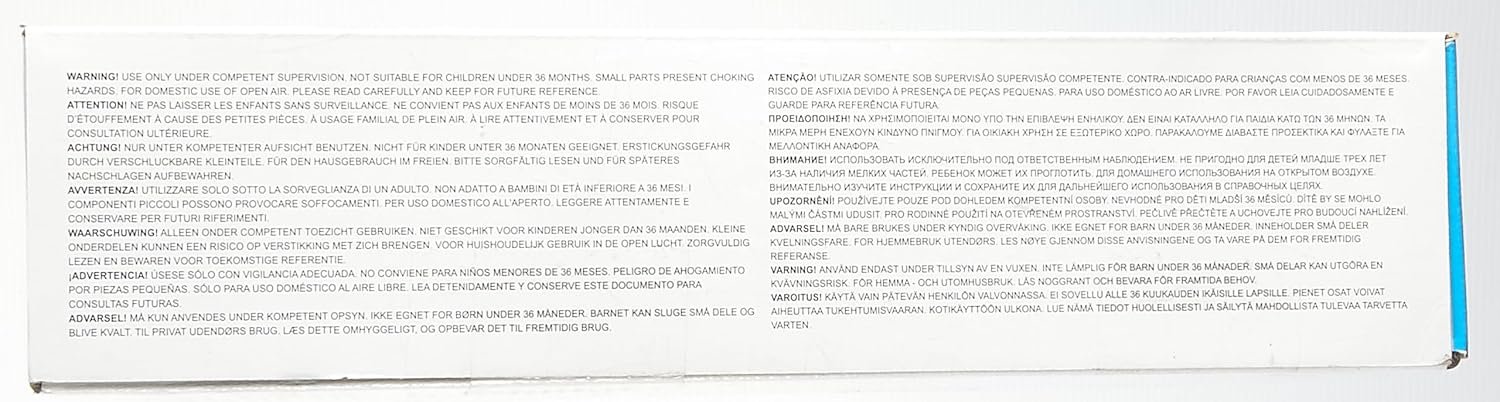 WARNING! USE ONLY UNDER COMPETENT SUPERVISION. NOT SUITABLE FOR CHILDREN UNDER 36 MONTHS. SMALL PARTS PRESENT CHOKING
HAZARDS. FOR DOMESTIC USE OF OPEN AIR. PLEASE READ CAREFULLY AND KEEP FOR FUTURE REFERENCE.
ATTENTION! NE PAS LAISSER LES ENFANTS SANS SURVEILLANCE. NE CONVIENT PAS AUX ENFANTS DE MOINS DE 36 MOIS. RISQUE
D'ÉTOUFFEMENT À CAUSE DES PETITES PIÈCES. À USAGE FAMILIAL DE PLEIN AIR. À LIRE ATTENTIVEMENT ET À CONSERVER POUR
CONSULTATION ULTÉRIEURE.
ACHTUNG! NUR UNTER KOMPETENTER AUFSICHT BENUTZEN. NICHT FÜR KINDER UNTER 36 MONATEN GEEIGNET. ERSTICKUNGSGEFAHR
DURCH VERSCHLUCKBARE KLEINTEILE. FÜR DEN HAUSGEBRAUCH IM FREIEN. BITTE SORGFÄLTIG LESEN UND FÜR SPÄTERES
NACHSCHLAGEN AUFBEWAHREN.
AVVERTENZA! UTILIZZARE SOLO SOTTO LA SORVEGLIANZA DI UN ADULTO. NON ADATTO A BAMBINI DI ETÀ INFERIORE A 36 MESI. I
COMPONENTI PICCOLI POSSONO PROVOCARE SOFFOCAMENTI. PER USO DOMESTICO ALL'APERTO. LEGGERE ATTENTAMENTE E
CONSERVARE PER FUTURI RIFERIMENTI.
WAARSCHUWING! ALLEEN ONDER COMPETENT TOEZICHT GEBRUIKEN. NIET GESCHIKT VOOR KINDEREN JONGER DAN 36 MAANDEN. KLEINE
ONDERDELEN KUNNEN EEN RISICO OP VERSTIKKING MET ZICH BRENGEN. VOOR HUISHOUDELIJK GEBRUIK IN DE OPEN LUCHT. ZORGVULDIG
LEZEN EN BEWAREN VOOR TOEKOMSTIGE REFERENTIE.
¡ADVERTENCIA! ÚSESE SÓLO CON VIGILANCIA ADECUADA. NO CONVIENE PARA NIÑOS MENORES DE 36 MESES. PELIGRO DE AHOGAMIENTO
POR PIEZAS PEQUEÑAS. SÓLO PARA USO DOMÉSTICO AL AIRE LIBRE. LEA DETENIDAMENTE Y CONSERVE ESTE DOCUMENTO PARA
CONSULTAS FUTURAS.
ADVARSEL! MÅ KUN ANVENDES UNDER KOMPETENT OPSYN. IKKE EGNET FOR BØRN UNDER 36 MÅNEDER. BARNET KAN SLUGE SMÅ DELE OG
BLIVE KVALT. TIL PRIVAT UDENDØRS BRUG. LÆS DETTE OMHYGGELIGT, OG OPBEVAR DET TIL FREMTIDIG BRUG.
ATENÇÃO! UTILIZAR SOMENTE SOB SUPERVISÃO SUPERVISÃO COMPETENTE. CONTRA-INDICADO PARA CRIANÇAS COM MENOS DE 36 MESES.
RISCO DE ASFIXIA DEVIDO À PRESENÇA DE PEÇAS PEQUENAS. PARA USO DOMÉSTICO AO AR LIVRE. POR FAVOR LEIA CUIDADOSAMENTE E
GUARDE PARA REFERÊNCIA FUTURA.
ΠΡΟΕΙΔΟΠΟΙΗΣΗ! ΝΑ ΧΡΗΣΙΜΟΠΟΙΕΙΤΑΙ ΜΟΝΟ ΥΠΟ ΤΗΝ ΕΠΙΒΛΕΨΗ ΕΝΗΛΙΚΟΥ. ΔΕΝ ΕΙΝΑΙ ΚΑΤΑΛΛΗΛΟ ΓΙΑ ΠΑΙΔΙΑ ΚΑΤΩ ΤΩΝ 36 ΜΗΝΩΝ. ΤΑ
ΜΙΚΡΑ ΜΕΡΗ ΕΝΕΧΟΥΝ ΚΙΝΔΥΝΟ ΠΝΙΓΜΟΥ. ΓΙΑ ΟΙΚΙΑΚΗ ΧΡΗΣΗ ΣΕ ΕΞΩΤΕΡΙΚΟ ΧΩΡΟ. ΠΑΡΑΚΑΛΟΥΜΕ ΔΙΑΒΑΣΤΕ ΠΡΟΣΕΚΤΙΚΑ ΚΑΙ ΦΥΛΑΞΤΕ ΓΙΑ
ΜΕΛΛΟΝΤΙΚΗ ΑΝΑΦΟΡΑ.
ВНИМАНИЕ! ИСПОЛЬЗОВАТЬ ИСКЛЮЧИТЕЛЬНО ПОД ОТВЕТСТВЕННЫМ НАБЛЮДЕНИЕМ. НЕ ПРИГОДНО ДЛЯ ДЕТЕЙ МЛАДШЕ ТРЕХ ЛЕТ
ИЗ-ЗА НАЛИЧИЯ МЕЛКИХ ЧАСТЕЙ. РЕБЕНОК МОЖЕТ ИХ ПРОГЛОТИТЬ. ДЛЯ ДОМАШНЕГО ИСПОЛЬЗОВАНИЯ НА ОТКРЫТОМ ВОЗДУХЕ.
ВНИМАТЕЛЬНО ИЗУЧИТЕ ИНСТРУКЦИИ И СОХРАНИТЕ ИХ ДЛЯ ДАЛЬНЕЙШЕГО ИСПОЛЬЗОВАНИЯ В СПРАВОЧНЫХ ЦЕЛЯХ.
UPOZORNĚNÍ! POUŽÍVEJTE POUZE POD DOHLEDEM KOMPETENTNÍ OSOBY. NEVHODNÉ PRO DĚTI MLADŠÍ 36 MĚSÍCŮ. DÍTĚ BY SE MOHLO
MALÝMI ČÁSTMI UDUSIT. PRO RODINNÉ POUŽITÍ NA OTEVŘENÉM PROSTRANSTVÍ. PEČLIVĚ PŘEČTĚTE A UCHOVEJTE PRO BUDOUCÍ NAHLÍŽENÍ.
ADVARSEL! MÅ BARE BRUKES UNDER KYNDIG OVERVÅKING. IKKE EGNET FOR BARN UNDER 36 MÅNEDER. INNEHOLDER SMÅ DELER
KVELNINGSFARE. FOR HJEMMEBRUK UTENDØRS. LES NØYE GJENNOM DISSE ANVISNINGENE OG TA VARE PÅ DEM FOR FREMTIDIG
REFERANSE.
VARNING! ANVÄND ENDAST UNDER TILLSYN AV EN VUXEN. INTE LÄMPLIG FÖR BARN UNDER 36 MÅNADER. SMÅ DELAR KAN UTGÖRA EN
KVÄVNINGSRISK. FÖR HEMMA - OCH UTOMHUSBRUK. LÄS NOGGRANT OCH BEVARA FÖR FRAMTIDA BEHOV.
VAROITUS! KÄYTÄ VAIN PÄTEVÄN HENKILÖN VALVONNASSA. EI SOVELLU ALLE 36 KUUKAUDEN IKÄISILLE LAPSILLE. PIENET OSAT VOIVAT
AIHEUTTAA TUKEHTUMISVAARAN. KOTIKÄYTTÖÖN ULKONA. LUE NÄMÄ TIEDOT HUOLELLISESTI JA SÄILYTÄ MAHDOLLISTA TULEVAA TARVETTA
VARTEN.